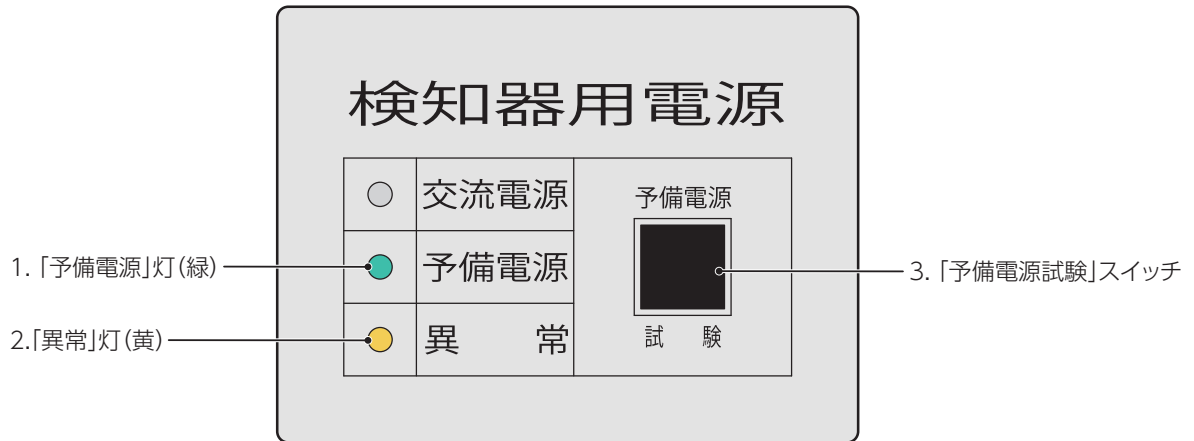 検知器用電源
交流電源
予備電源
異　　常
予備電源
試　験
1. 「予備電源」灯（緑）
2.「異常」灯（黄）
3. 「予備電源試験」スイッチ